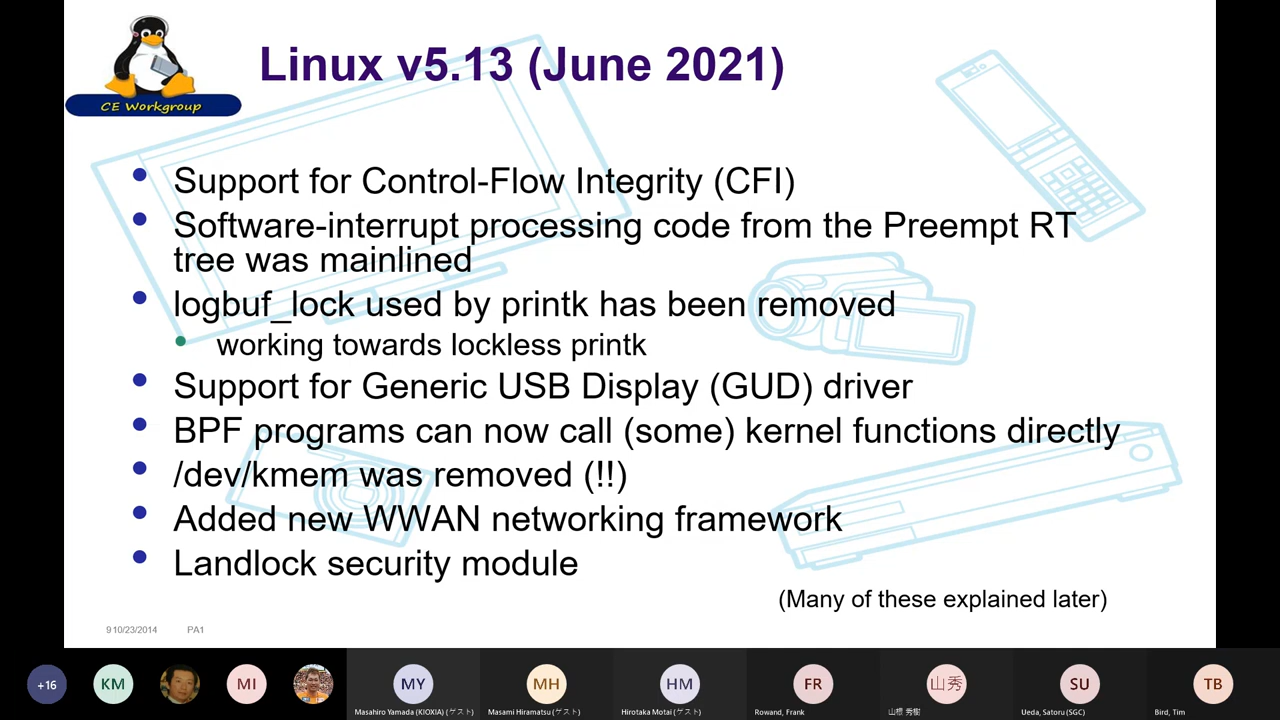 CE Workgroup
Linux v5.13 (June 2021)
Support for Control-Flow Integrity (CFI)
Software-interrupt processing code from the Preempt RT
tree was mainlined
logbuf_lock used by printk has been removed
working towards lockless printk
Support for Generic USB Display (GUD) driver
BPF programs can now call (some) kernel functions directly
/dev/kmem was removed (!!)
Added new WWAN networking framework
Landlock security module
(Many of these explained later)
9 10/23/2014 PA1
+16 KM MI MY MH HM FR 山秀 SU TB
Masahiro Yamada (KIOXIA) (ゲスト) Masami Hiramatsu (ゲスト) Hirotaka Motai (ゲスト) Rowand, Frank 山根 秀樹 Ueda, Satoru (SGC) Bird, Tim